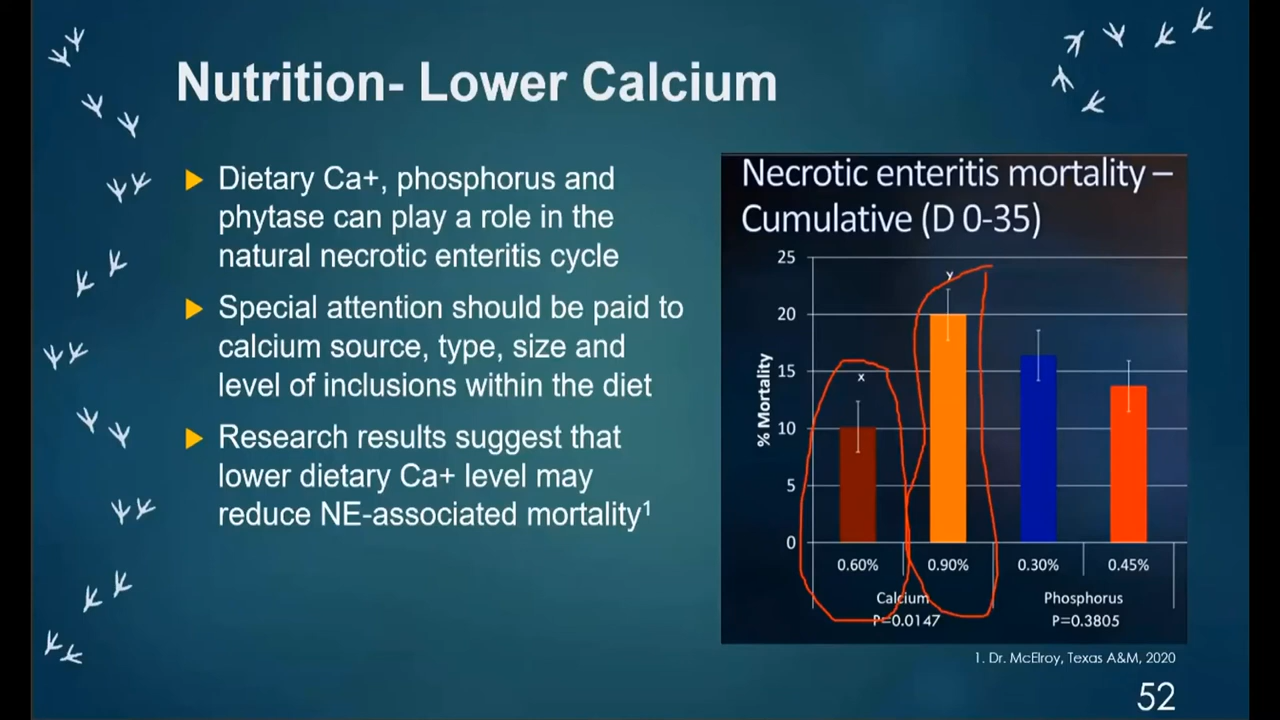 Nutrition- Lower Calcium
Dietary Ca+, phosphorus and
phytase can play a role in the
natural necrotic enteritis cycle
Special attention should be paid to
calcium source, type, size and
level of inclusions within the diet
Research results suggest that
lower dietary Ca+ level may
reduce NE-associated mortality¹
Necrotic enteritis mortality –
Cumulative (D 0-35)
% Mortality
25
20
15
10
5
0
x
y
0.60%
0.90%
0.30%
0.45%
Calcium
Phosphorus
P=0.0147
P=0.3805
1. Dr. McElroy, Texas A&M, 2020
52